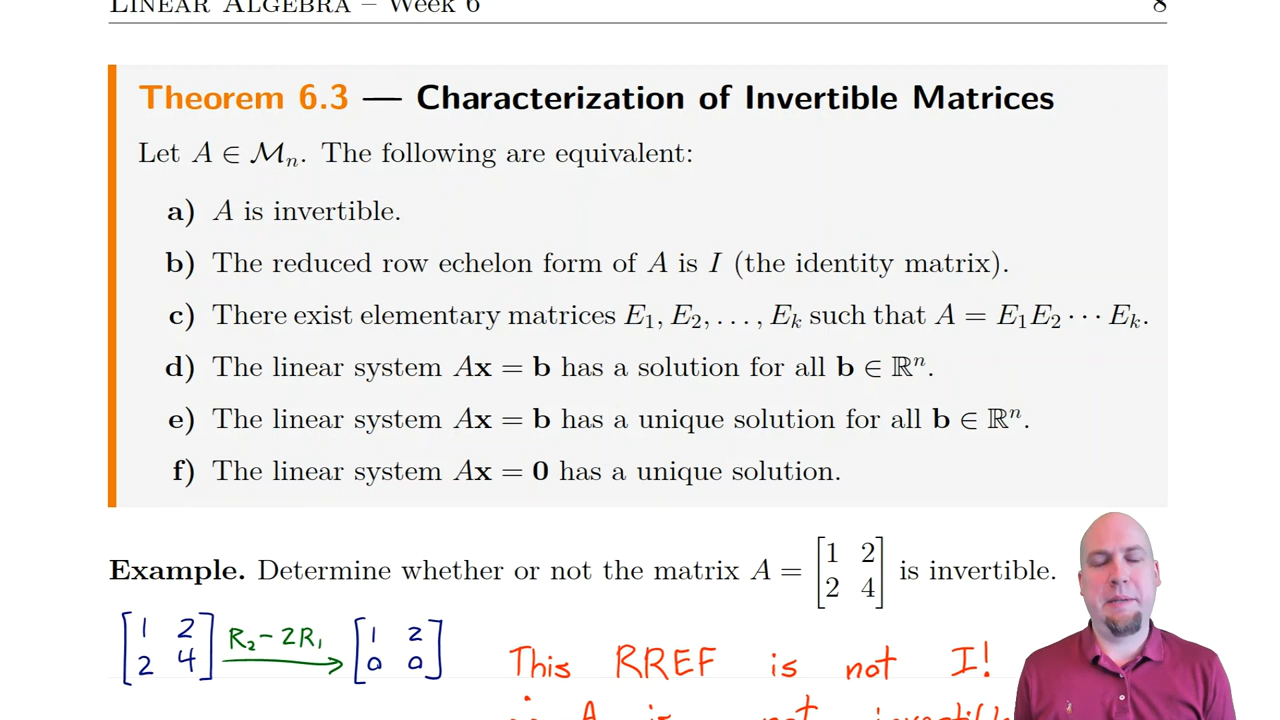 LINEAR ALGEBRA – Week 6 8
Theorem 6.3 — Characterization of Invertible Matrices
Let A ∈ ℳₙ. The following are equivalent:
a) A is invertible.
b) The reduced row echelon form of A is I (the identity matrix).
c) There exist elementary matrices E₁, E₂, . . . , Eₖ such that A = E₁E₂ · · · Eₖ.
d) The linear system Ax = b has a solution for all b ∈ ℝⁿ.
e) The linear system Ax = b has a unique solution for all b ∈ ℝⁿ.
f) The linear system Ax = 0 has a unique solution.
Example. Determine whether or not the matrix A = [1 2; 2 4] is invertible.
[1 2; 2 4] R₂ − 2R₁ → [1 2; 0 0] This RREF is not I!
∴ A is not invertible